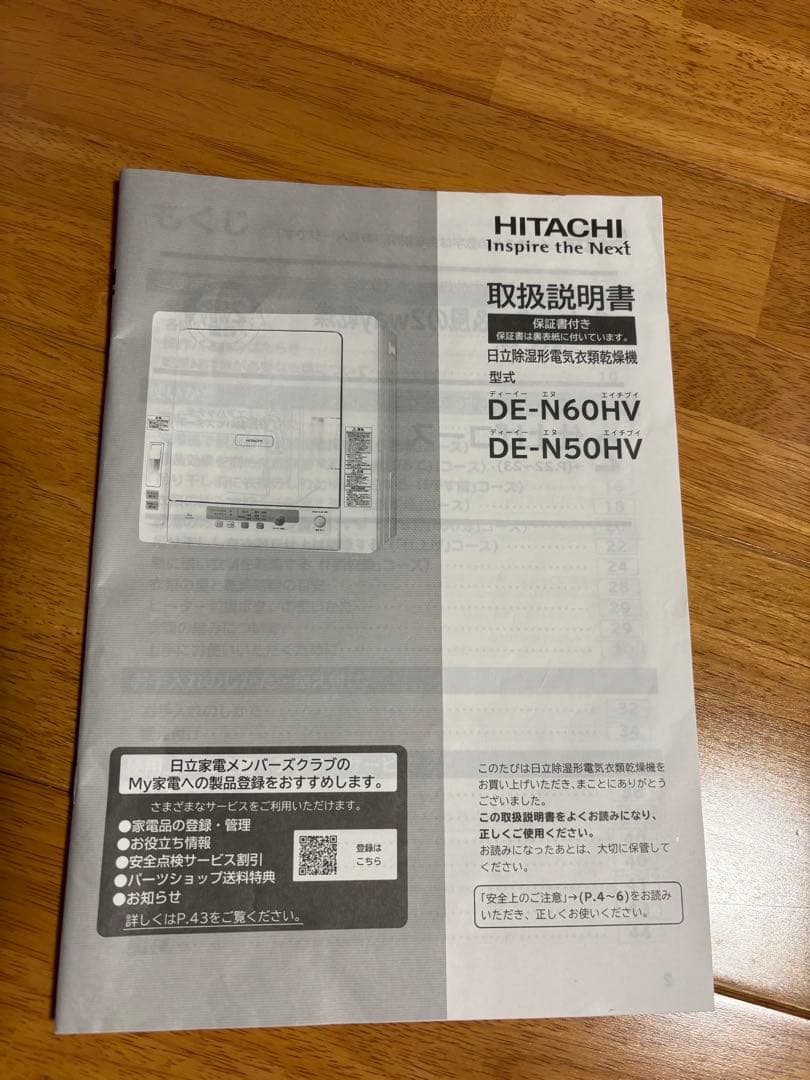 HITACHI
Inspire the Next
取扱説明書
保証書付き
保証書は裏表紙に付いています。
日立除湿形電気衣類乾燥機
型式
ディーイー エヌ エイチブイ
DE-N60HV
ディーイー エヌ エイチブイ
DE-N50HV
HITACHI
日立家電メンバーズクラブの
My家電への製品登録をおすすめします。
さまざまなサービスをご利用いただけます。
●家電品の登録・管理
●お役立ち情報
●安全点検サービス割引
●パーツショップ送料特典
●お知らせ
詳しくはP.43をご覧ください。
登録は
こちら
このたびは日立除湿形電気衣類乾燥機を
お買い上げいただき、まことにありがとう
ございました。
この取扱説明書をよくお読みになり、
正しくご使用ください。
お読みになったあとは、大切に保管して
ください。
「安全上のご注意」→(P.4〜6)をお読み
いただき、正しくお使いください。